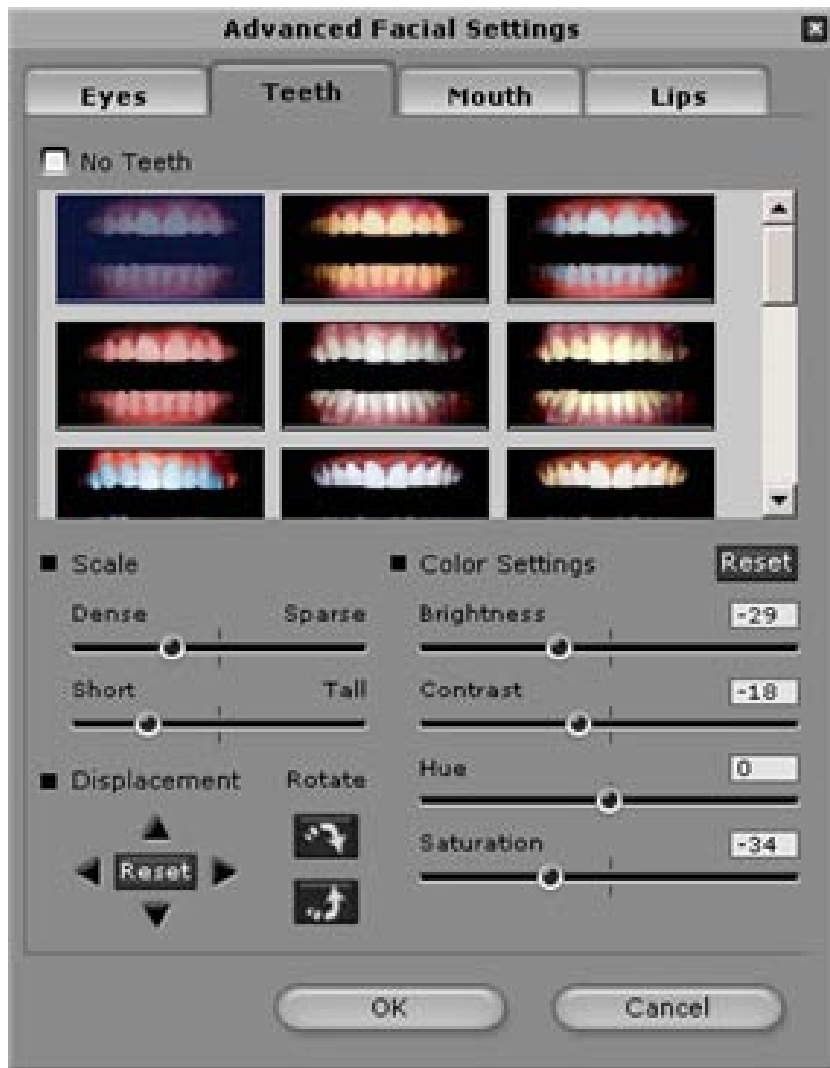 Advanced Facial Settings
Eyes Teeth Mouth Lips
No Teeth
Scale
Dense Sparse
Short Tall
Displacement Rotate
Reset
Color Settings Reset
Brightness -29
Contrast -18
Hue 0
Saturation -34
OK Cancel